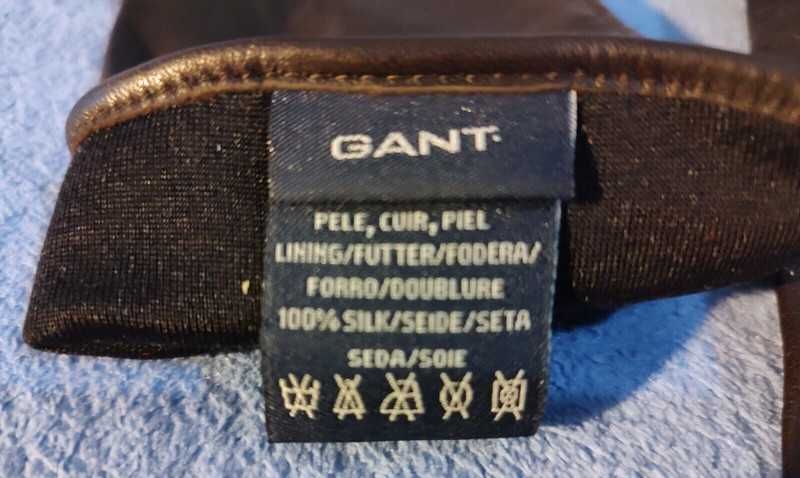 GANT
PELE, CUIR, PIEL
LINING/FUTTER/FODERA/
FORRO/DOUBLURE
100% SILK/SEIDE/SETA
SEDA/SOIE